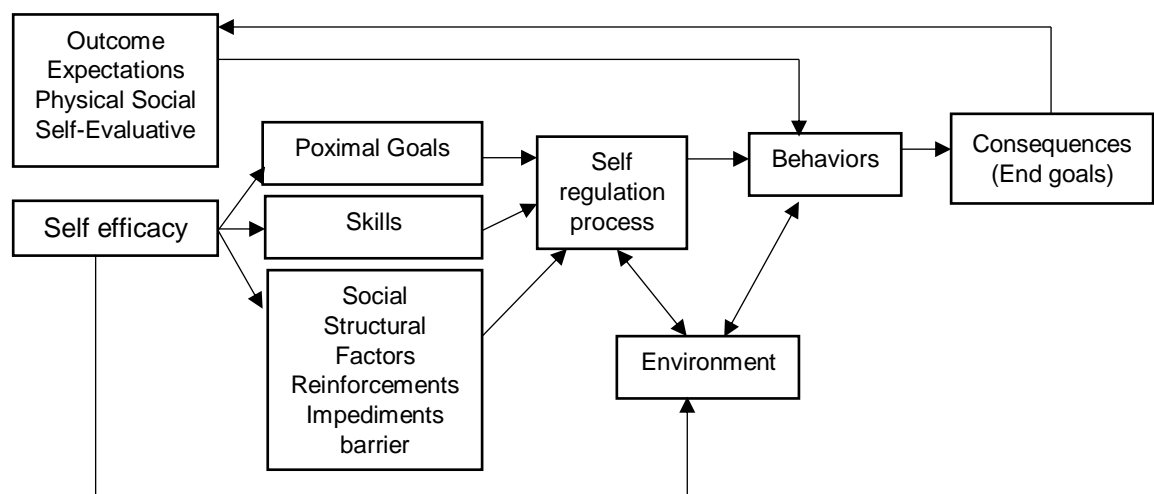 Outcome
Expectations
Physical Social
Self-Evaluative
Self efficacy
Poximal Goals
Skills
Social
Structural
Factors
Reinforcements
Impediments
barrier
Self
regulation
process
Behaviors
Environment
Consequences
(End goals)